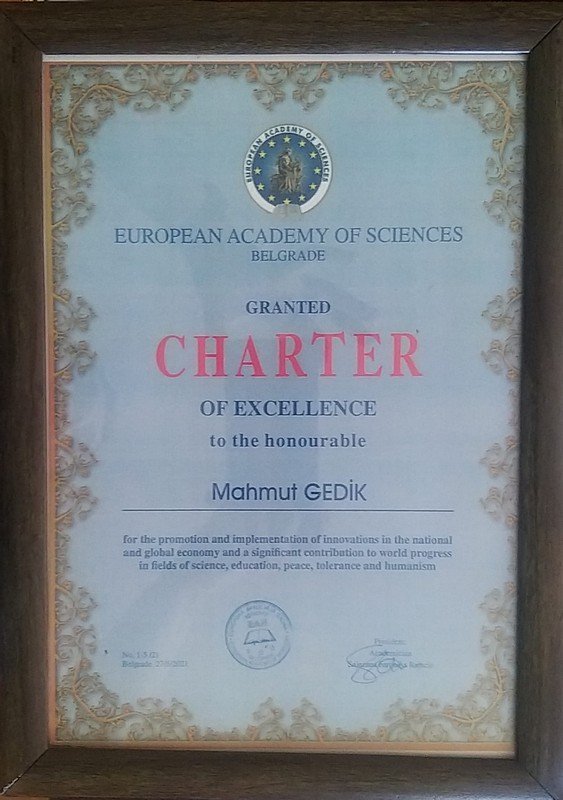 EUROPEAN ACADEMY OF SCIENCES
EUROPEAN ACADEMY OF SCIENCES
BELGRADE
GRANTED
CHARTER
OF EXCELLENCE
to the honourable
Mahmut GEDİK
for the promotion and implementation of innovations in the national
and global economy and a significant contribution to world progress
in fields of science, education, peace, tolerance and humanism
President
Academician
Belgrade